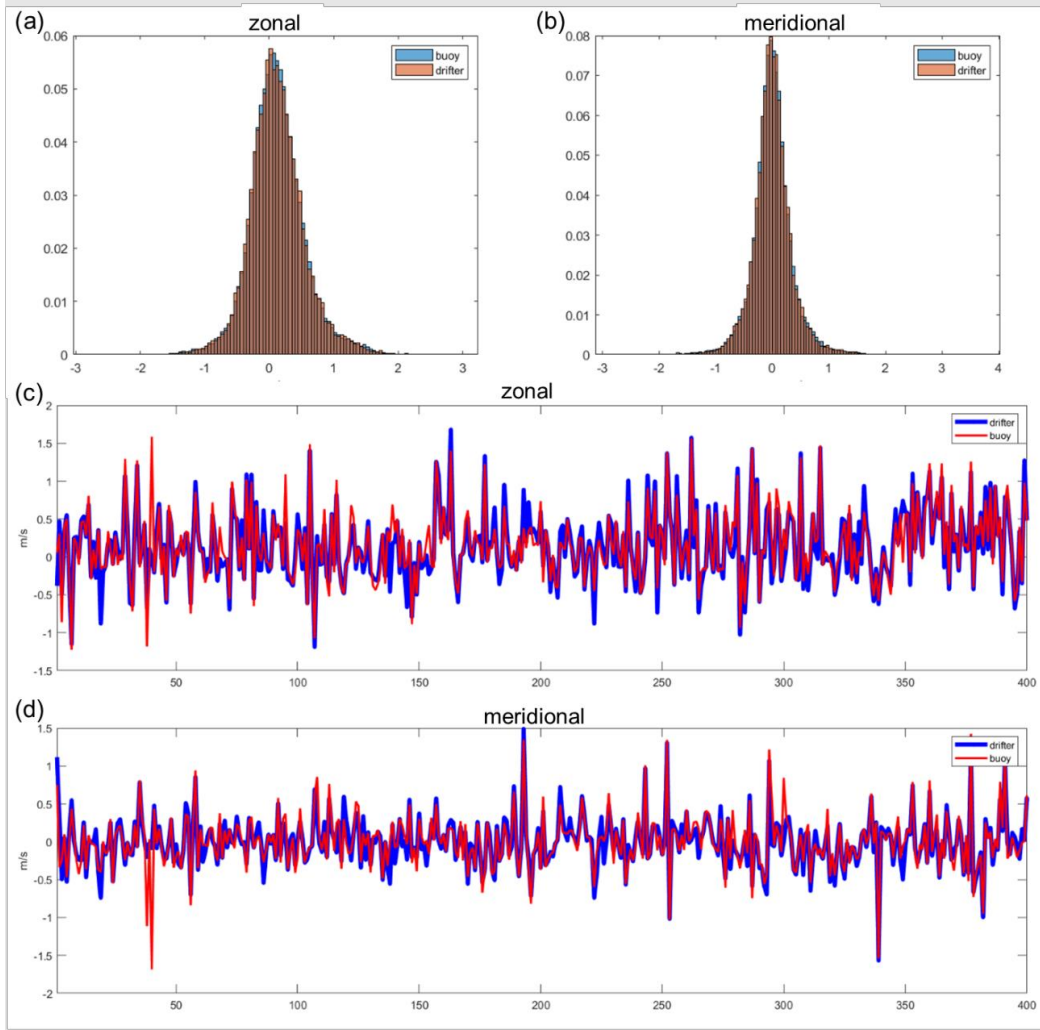 (a) zonal
0.06
0.05
0.04
0.03
0.02
0.01
0
-3 -2 -1 0 1 2 3
buoy
drifter
(b) meridional
0.08
0.07
0.06
0.05
0.04
0.03
0.02
0.01
0
-3 -2 -1 0 1 2 3 4
buoy
drifter
(c) zonal
2
1.5
1
0.5
0
-0.5
-1
-1.5
m/s
50 100 150 200 250 300 350 400
drifter
buoy
(d) meridional
1.5
1
0.5
0
-0.5
-1
-1.5
-2
m/s
50 100 150 200 250 300 350 400
drifter
buoy